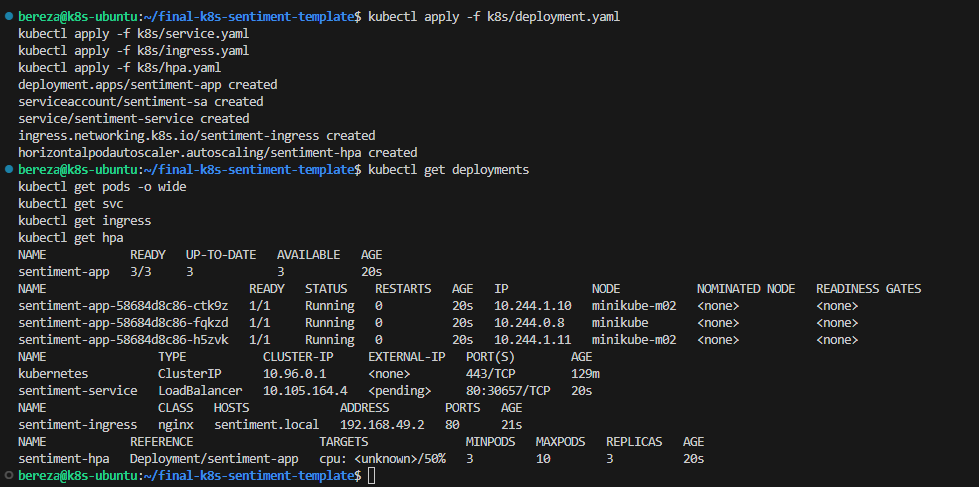 bereza@k8s-ubuntu:~/final-k8s-sentiment-template$ kubectl apply -f k8s/deployment.yaml
kubectl apply -f k8s/service.yaml
kubectl apply -f k8s/ingress.yaml
kubectl apply -f k8s/hpa.yaml
deployment.apps/sentiment-app created
serviceaccount/sentiment-sa created
service/sentiment-service created
ingress.networking.k8s.io/sentiment-ingress created
horizontalpodautoscaler.autoscaling/sentiment-hpa created
bereza@k8s-ubuntu:~/final-k8s-sentiment-template$ kubectl get deployments
kubectl get pods -o wide
kubectl get svc
kubectl get ingress
kubectl get hpa
NAME            READY   UP-TO-DATE   AVAILABLE   AGE
sentiment-app   3/3     3            3           20s
NAME                             READY   STATUS    RESTARTS   AGE   IP            NODE           NOMINATED NODE   READINESS GATES
sentiment-app-58684d8c86-ctk9z   1/1     Running   0          20s   10.244.1.10   minikube-m02   <none>           <none>
sentiment-app-58684d8c86-fqkzd   1/1     Running   0          20s   10.244.0.8    minikube       <none>           <none>
sentiment-app-58684d8c86-h5zvk   1/1     Running   0          20s   10.244.1.11   minikube-m02   <none>           <none>
NAME                TYPE           CLUSTER-IP     EXTERNAL-IP   PORT(S)        AGE
kubernetes          ClusterIP      10.96.0.1      <none>        443/TCP        129m
sentiment-service   LoadBalancer   10.105.164.4   <pending>     80:30657/TCP   20s
NAME                CLASS   HOSTS             ADDRESS        PORTS   AGE
sentiment-ingress   nginx   sentiment.local   192.168.49.2   80      21s
NAME            REFERENCE                  TARGETS              MINPODS   MAXPODS   REPLICAS   AGE
sentiment-hpa   Deployment/sentiment-app   cpu: <unknown>/50%   3         10        3          20s
bereza@k8s-ubuntu:~/final-k8s-sentiment-template$